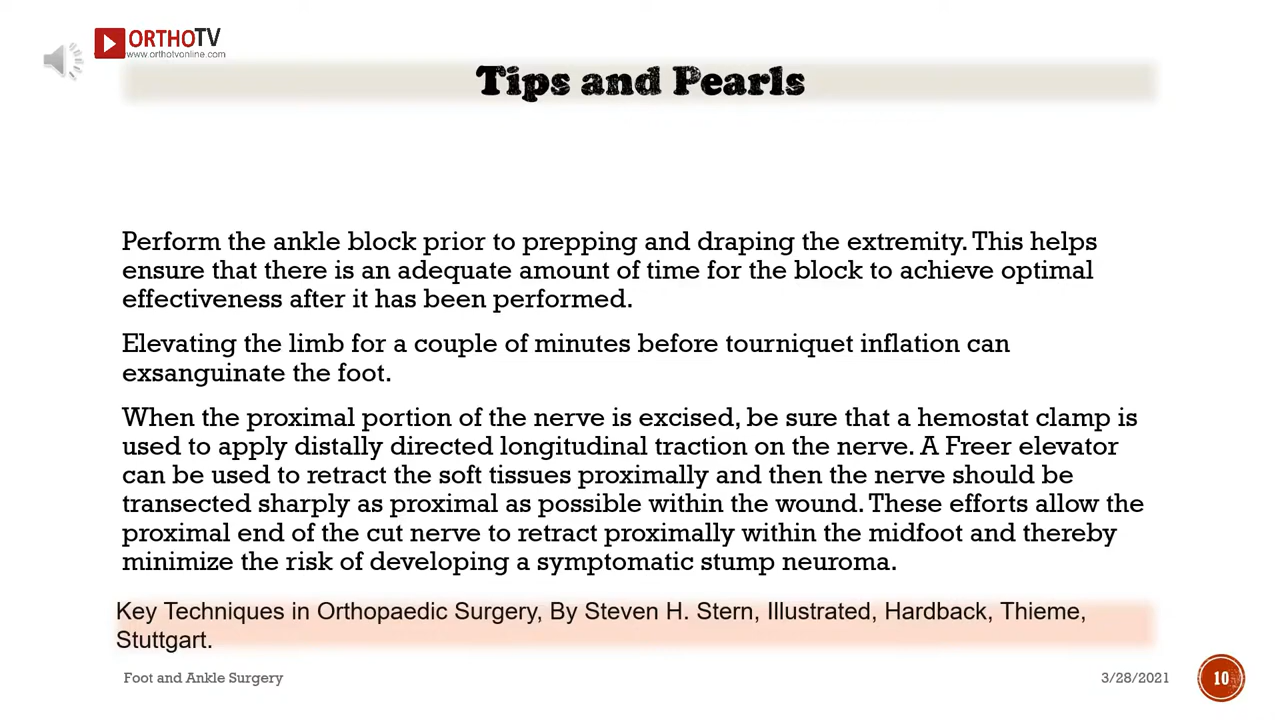 ORTHOTV
www.orthotvonline.com
Tips and Pearls
Perform the ankle block prior to prepping and draping the extremity. This helps
ensure that there is an adequate amount of time for the block to achieve optimal
effectiveness after it has been performed.
Elevating the limb for a couple of minutes before tourniquet inflation can
exsanguinate the foot.
When the proximal portion of the nerve is excised, be sure that a hemostat clamp is
used to apply distally directed longitudinal traction on the nerve. A Freer elevator
can be used to retract the soft tissues proximally and then the nerve should be
transected sharply as proximal as possible within the wound. These efforts allow the
proximal end of the cut nerve to retract proximally within the midfoot and thereby
minimize the risk of developing a symptomatic stump neuroma.
Key Techniques in Orthopaedic Surgery, By Steven H. Stern, Illustrated, Hardback, Thieme,
Stuttgart.
Foot and Ankle Surgery
3/28/2021
10